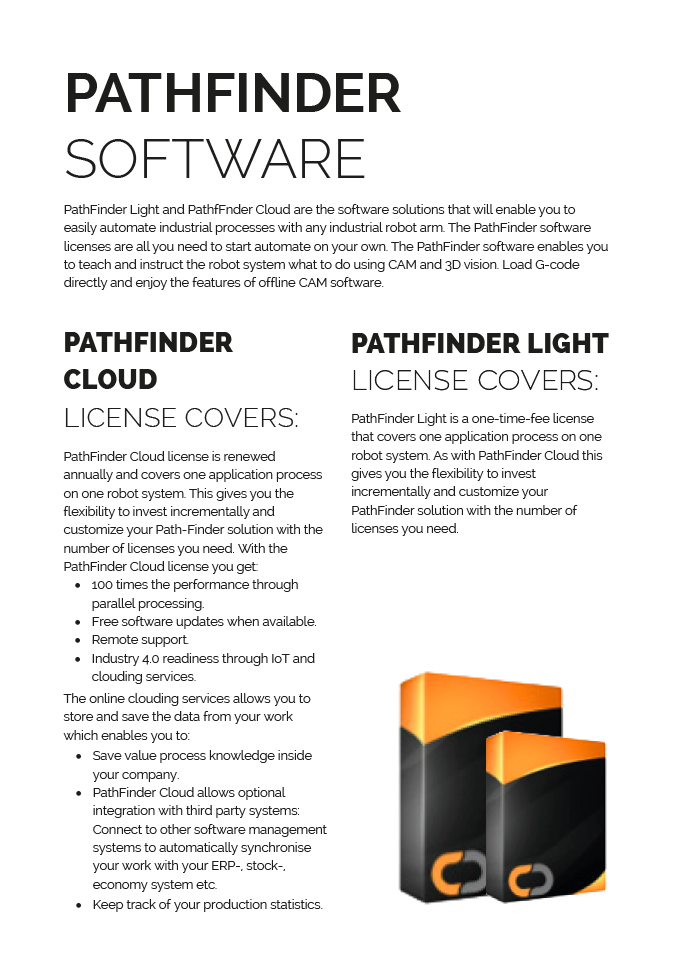 PATHFINDER
SOFTWARE
PathFinder Light and PathfFnder Cloud are the software solutions that will enable you to
easily automate industrial processes with any industrial robot arm. The PathFinder software
licenses are all you need to start automate on your own. The PathFinder software enables you
to teach and instruct the robot system what to do using CAM and 3D vision. Load G-code
directly and enjoy the features of offline CAM software.
PATHFINDER
CLOUD
LICENSE COVERS:
PathFinder Cloud license is renewed
annually and covers one application process
on one robot system. This gives you the
flexibility to invest incrementally and
customize your Path-Finder solution with the
number of licenses you need. With the
PathFinder Cloud license you get:
• 100 times the performance through
parallel processing.
• Free software updates when available.
• Remote support.
• Industry 4.0 readiness through IoT and
clouding services.
The online clouding services allows you to
store and save the data from your work
which enables you to:
• Save value process knowledge inside
your company.
• PathFinder Cloud allows optional
integration with third party systems:
Connect to other software management
systems to automatically synchronise
your work with your ERP-, stock-,
economy system etc.
• Keep track of your production statistics.
PATHFINDER LIGHT
LICENSE COVERS:
PathFinder Light is a one-time-fee license
that covers one application process on one
robot system. As with PathFinder Cloud this
gives you the flexibility to invest
incrementally and customize your
PathFinder solution with the number of
licenses you need.